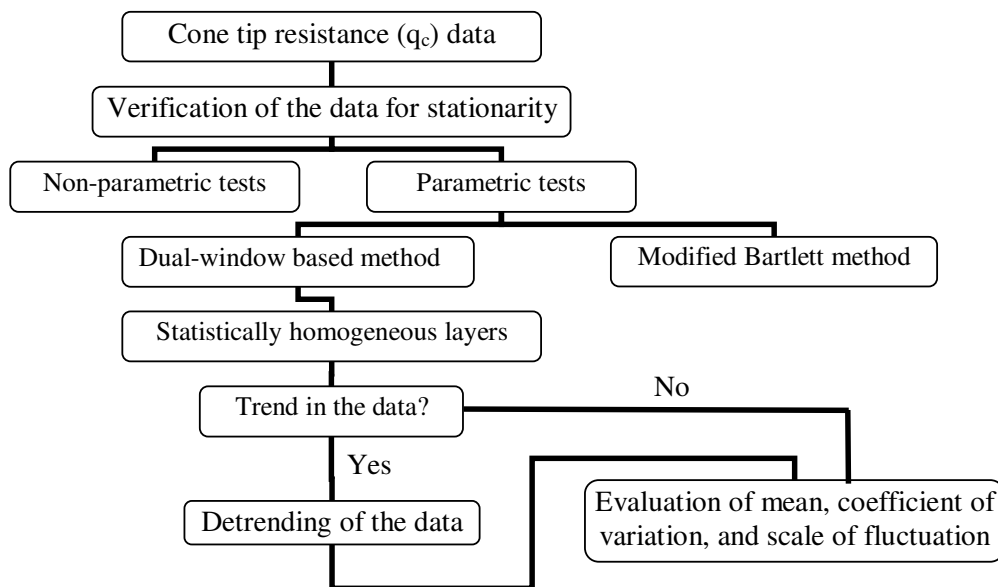 Cone tip resistance (qc) data
Verification of the data for stationarity
Non-parametric tests
Parametric tests
Dual-window based method
Modified Bartlett method
Statistically homogeneous layers
Trend in the data?
No
Yes
Detrending of the data
Evaluation of mean, coefficient of
variation, and scale of fluctuation